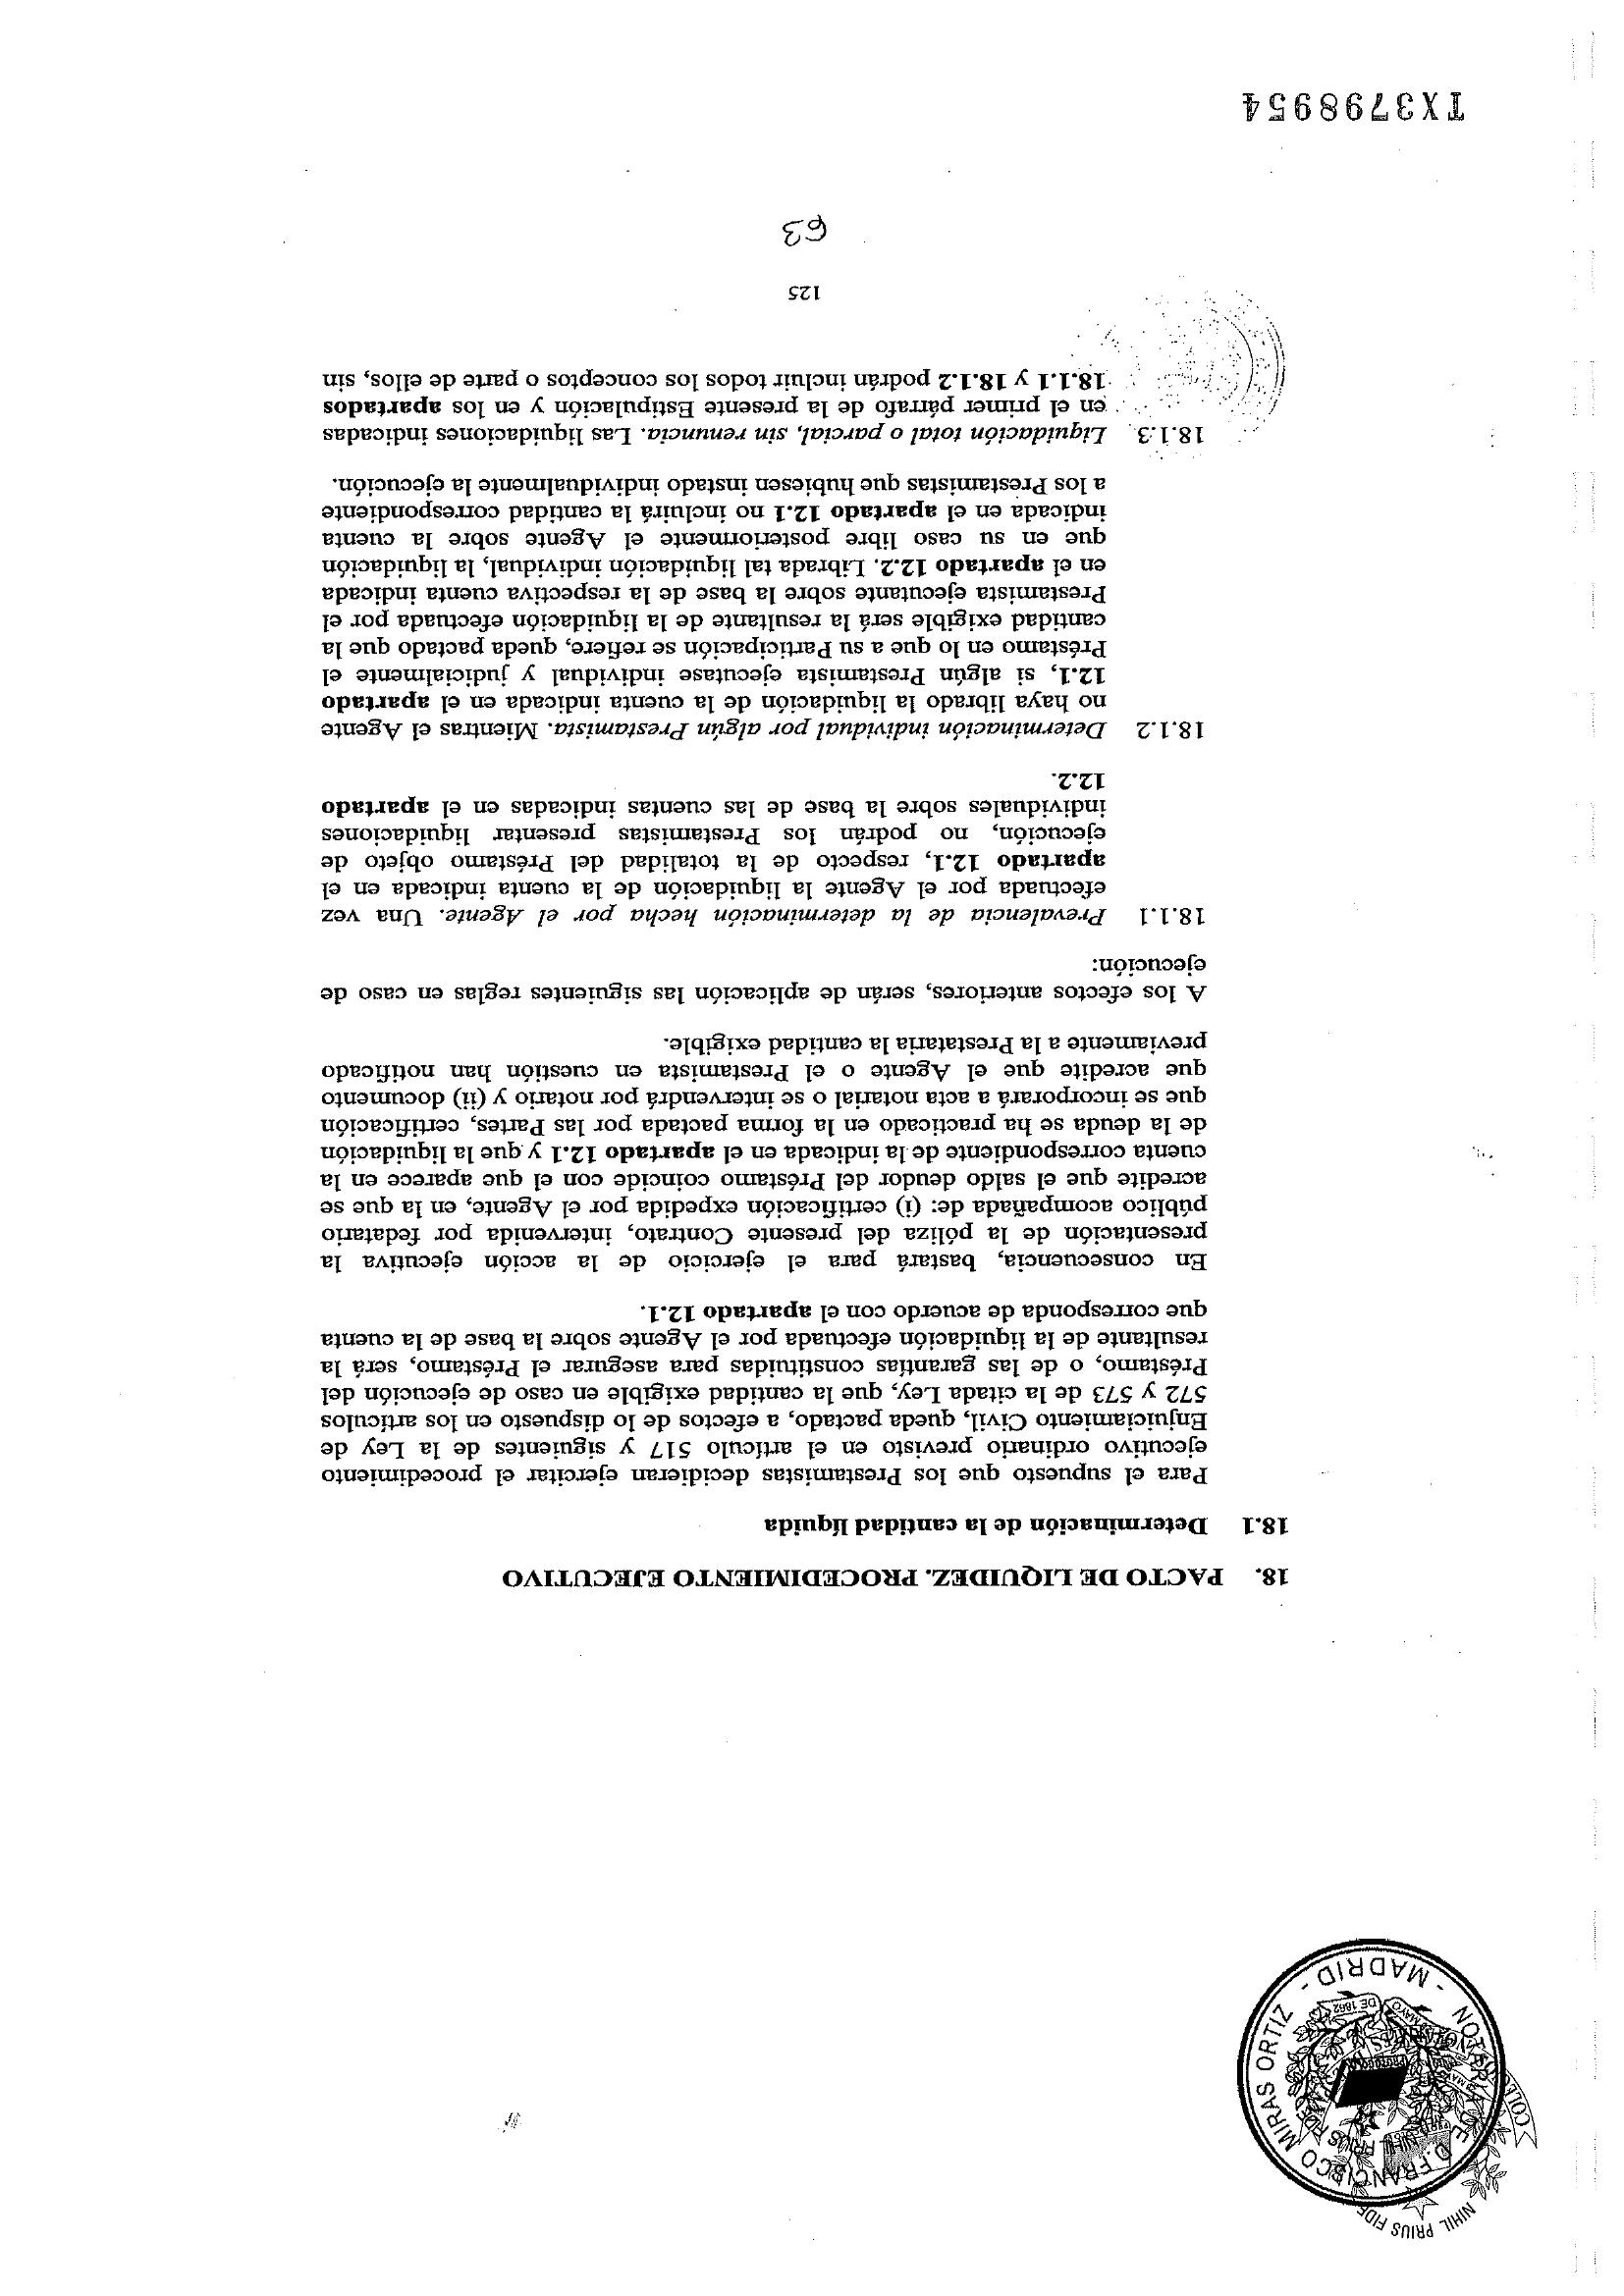 NIHIL PRIUS FIDE
NOTARIA DE D. FRANCISCO MIRAS ORTIZ
- MADRID -
18. PACTO DE LIQUIDEZ. PROCEDIMIENTO EJECUTIVO
18.1 Determinación de la cantidad líquida
Para el supuesto que los Prestamistas decidieran ejercitar el procedimiento
ejecutivo ordinario previsto en el artículo 517 y siguientes de la Ley de
Enjuiciamiento Civil, queda pactado, a efectos de lo dispuesto en los artículos
572 y 573 de la citada Ley, que la cantidad exigible en caso de ejecución del
Préstamo, o de las garantías constituidas para asegurar el Préstamo, será la
resultante de la liquidación efectuada por el Agente sobre la base de la cuenta
que corresponda de acuerdo con el apartado 12.1.
En consecuencia, bastará para el ejercicio de la acción ejecutiva la
presentación de la póliza del presente Contrato, intervenida por fedatario
público acompañada de: (i) certificación expedida por el Agente, en la que se
acredite que el saldo deudor del Préstamo coincide con el que aparece en la
cuenta correspondiente de la indicada en el apartado 12.1 y que la liquidación
de la deuda se ha practicado en la forma pactada por las Partes, certificación
que se incorporará a acta notarial o se intervendrá por notario y (ii) documento
que acredite que el Agente o el Prestamista en cuestión han notificado
previamente a la Prestataria la cantidad exigible.
A los efectos anteriores, serán de aplicación las siguientes reglas en caso de
ejecución:
18.1.1 Prevalencia de la determinación hecha por el Agente. Una vez
efectuada por el Agente la liquidación de la cuenta indicada en el
apartado 12.1, respecto de la totalidad del Préstamo objeto de
ejecución, no podrán los Prestamistas presentar liquidaciones
individuales sobre la base de las cuentas indicadas en el apartado
12.2.
18.1.2 Determinación individual por algún Prestamista. Mientras el Agente
no haya librado la liquidación de la cuenta indicada en el apartado
12.1, si algún Prestamista ejecutase individual y judicialmente el
Préstamo en lo que a su Participación se refiere, queda pactado que la
cantidad exigible será la resultante de la liquidación efectuada por el
Prestamista ejecutante sobre la base de la respectiva cuenta indicada
en el apartado 12.2. Librada tal liquidación individual, la liquidación
que en su caso libre posteriormente el Agente sobre la cuenta
indicada en el apartado 12.1 no incluirá la cantidad correspondiente
a los Prestamistas que hubiesen instado individualmente la ejecución.
18.1.3 Liquidación total o parcial, sin renuncia. Las liquidaciones indicadas
en el primer párrafo de la presente Estipulación y en los apartados
18.1.1 y 18.1.2 podrán incluir todos los conceptos o parte de ellos, sin
125
63
TX3798954